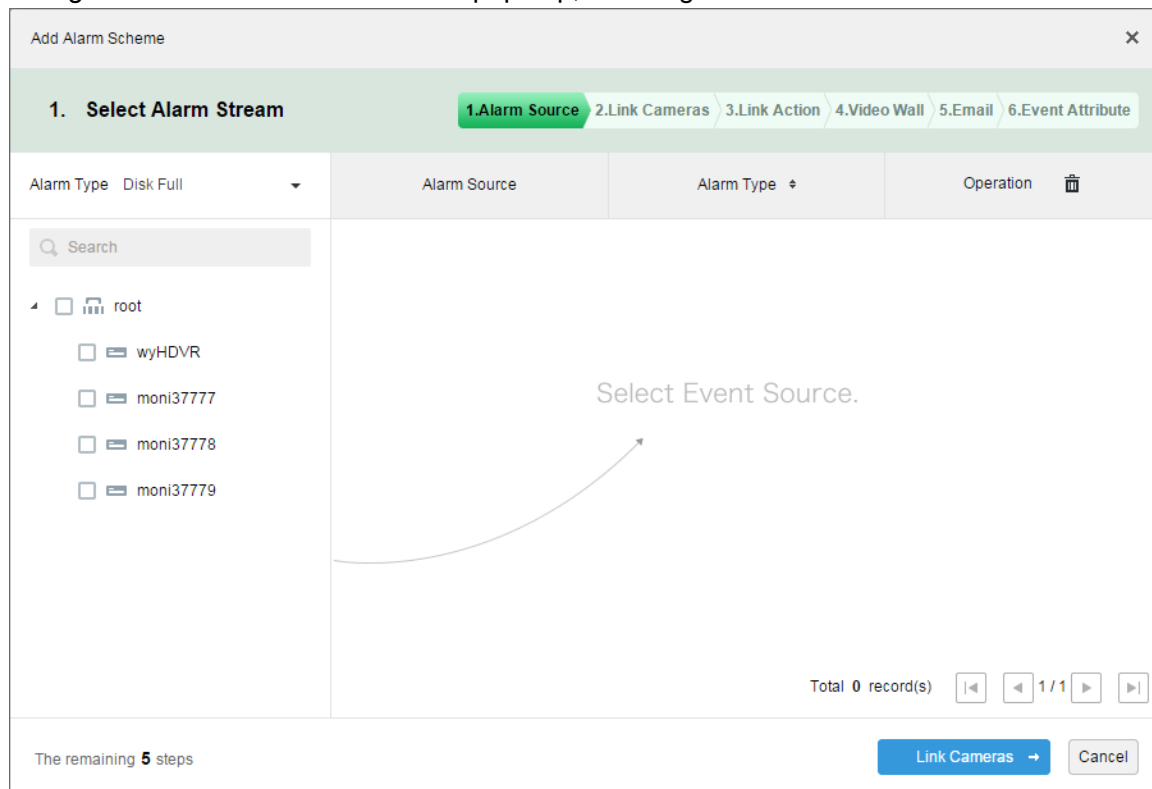 Add Alarm Scheme
1. Select Alarm Stream
1.Alarm Source 2.Link Cameras 3.Link Action 4.Video Wall 5.Email 6.Event Attribute
Alarm Type Disk Full
Alarm Source Alarm Type Operation
Search
root
wyHDVR
moni37777
moni37778
moni37779
Select Event Source.
Total 0 record(s) 1 / 1
The remaining 5 steps
Link Cameras
Cancel